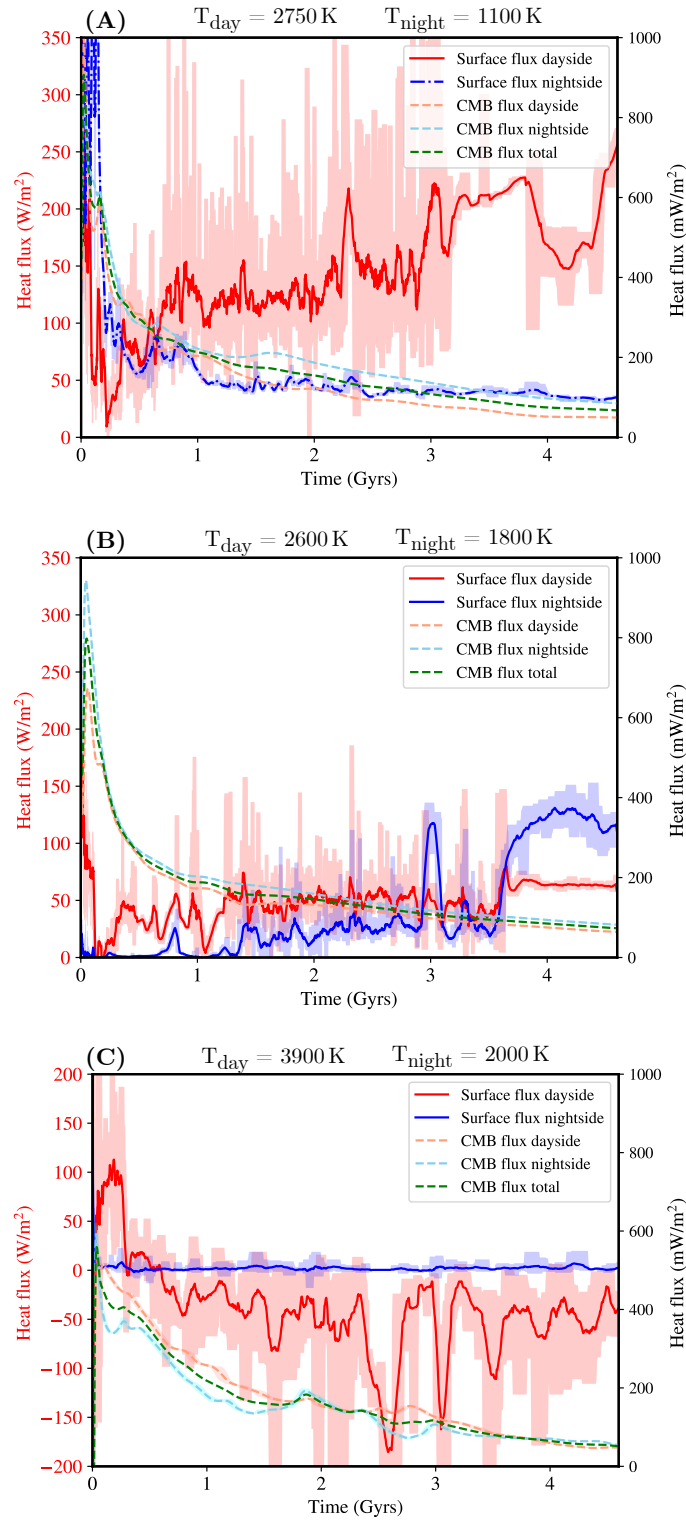 (A) T_day = 2750 K T_night = 1100 K
350
300
250
200
150
100
50
0
Heat flux (W/m²)
Surface flux dayside
Surface flux nightside
CMB flux dayside
CMB flux nightside
CMB flux total
1000
800
600
400
200
0
Heat flux (mW/m²)
0 1 2 3 4
Time (Gyrs)
(B) T_day = 2600 K T_night = 1800 K
350
300
250
200
150
100
50
0
Heat flux (W/m²)
Surface flux dayside
Surface flux nightside
CMB flux dayside
CMB flux nightside
CMB flux total
1000
800
600
400
200
0
Heat flux (mW/m²)
0 1 2 3 4
Time (Gyrs)
(C) T_day = 3900 K T_night = 2000 K
200
150
100
50
0
−50
−100
−150
−200
Heat flux (W/m²)
Surface flux dayside
Surface flux nightside
CMB flux dayside
CMB flux nightside
CMB flux total
1000
800
600
400
200
0
Heat flux (mW/m²)
0 1 2 3 4
Time (Gyrs)